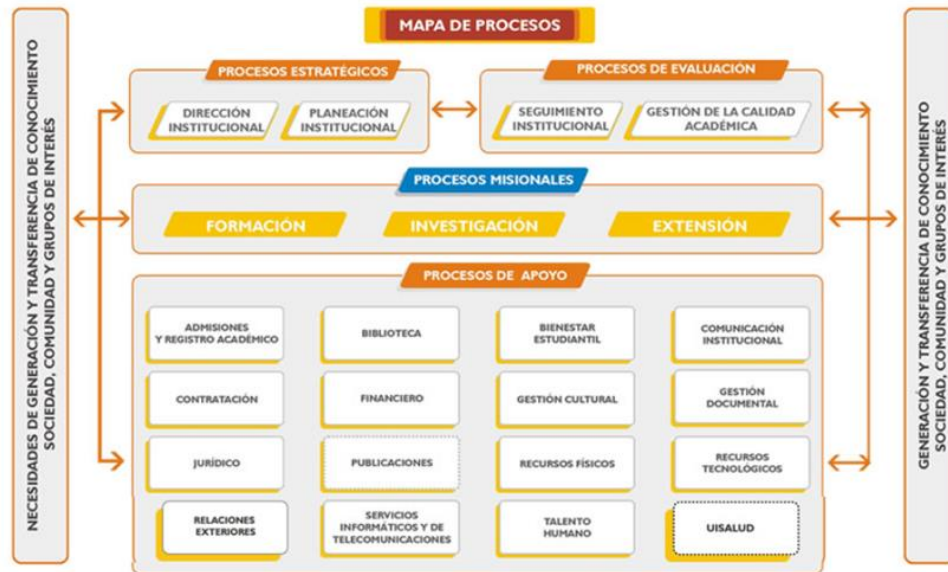 MAPA DE PROCESOS
NECESIDADES DE GENERACIÓN Y TRANSFERENCIA DE CONOCIMIENTO
SOCIEDAD, COMUNIDAD Y GRUPOS DE INTERÉS
PROCESOS ESTRATÉGICOS
DIRECCIÓN
INSTITUCIONAL
PLANEACIÓN
INSTITUCIONAL
PROCESOS DE EVALUACIÓN
SEGUIMIENTO
INSTITUCIONAL
GESTIÓN DE LA CALIDAD
ACADÉMICA
PROCESOS MISIONALES
FORMACIÓN
INVESTIGACIÓN
EXTENSIÓN
PROCESOS DE APOYO
ADMISIONES
Y REGISTRO ACADÉMICO
BIBLIOTECA
BIENESTAR
ESTUDIANTIL
COMUNICACIÓN
INSTITUCIONAL
CONTRATACIÓN
FINANCIERO
GESTIÓN CULTURAL
GESTIÓN
DOCUMENTAL
JURÍDICO
PUBLICACIONES
RECURSOS FÍSICOS
RECURSOS
TECNOLÓGICOS
RELACIONES
EXTERIORES
SERVICIOS
INFORMÁTICOS Y DE
TELECOMUNICACIONES
TALENTO
HUMANO
UISALUD
GENERACIÓN Y TRANSFERENCIA DE CONOCIMIENTO
SOCIEDAD, COMUNIDAD Y GRUPOS DE INTERÉS